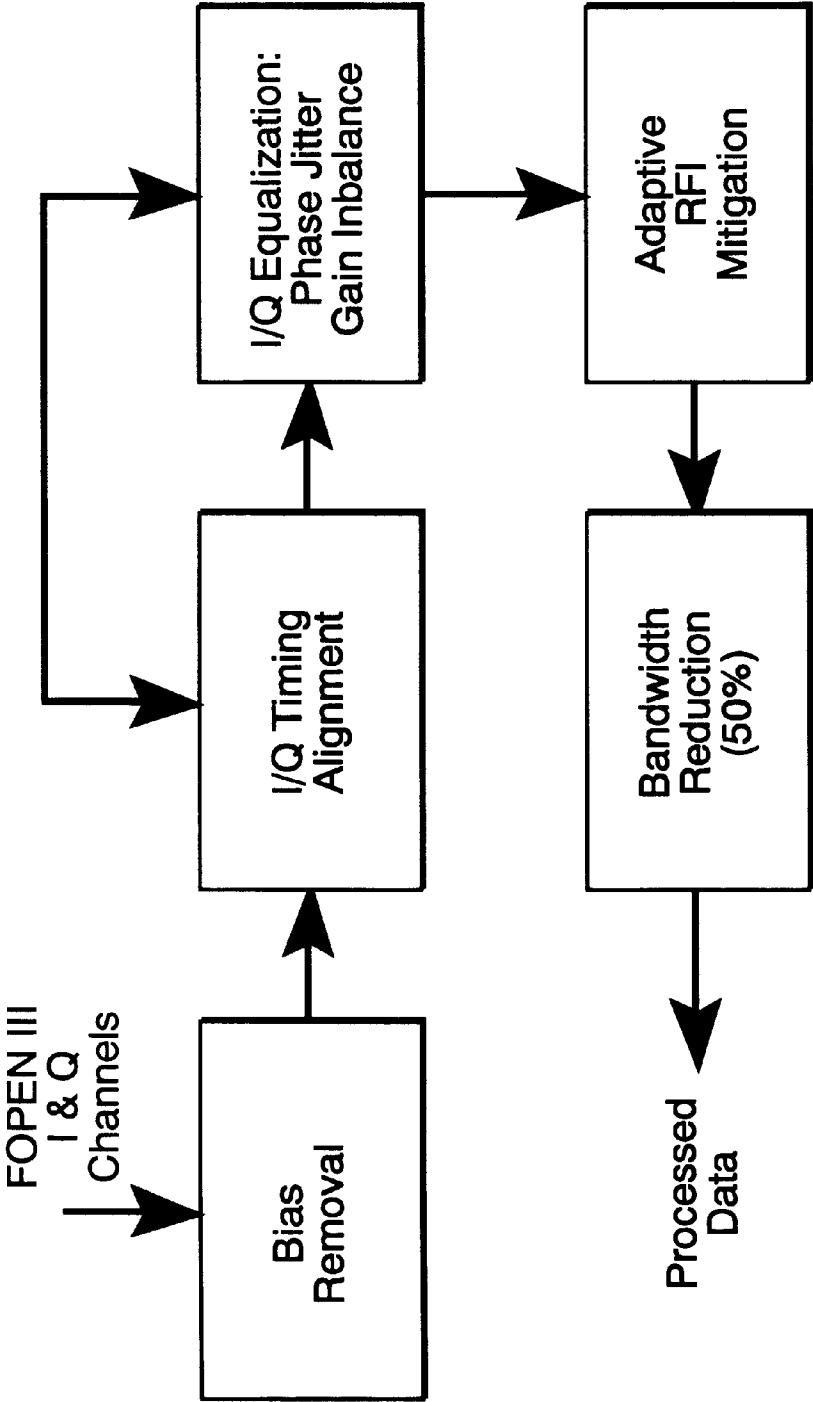 FOPEN III
I & Q
Channels
Bias
Removal
I/Q Timing
Alignment
I/Q Equalization:
Phase Jitter
Gain Inbalance
Adaptive
RFI
Mitigation
Bandwidth
Reduction
(50%)
Processed
Data